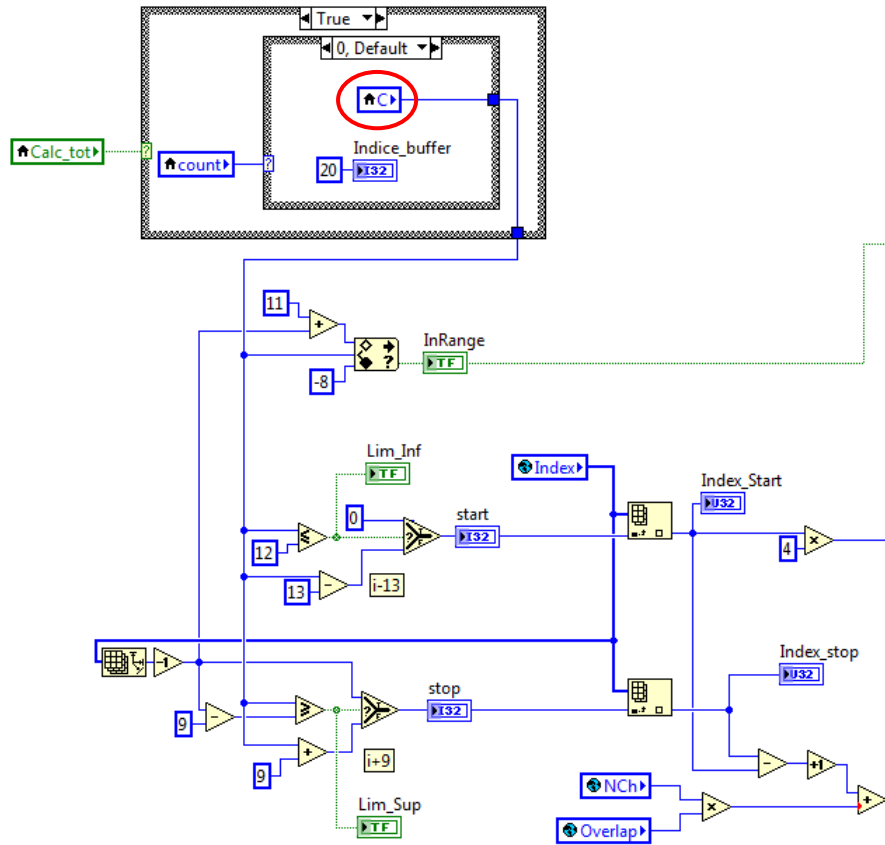 True
0, Default
C
Calc_tot
?
count
?
Indice_buffer
20
I32
11
+
InRange
?
TF
-8
Lim_Inf
TF
Index
Index_Start
U32
0
start
≤
?
T
F
I32
12
4
×
13
-
i-13
-1
Index_stop
U32
stop
≥
?
T
F
I32
9
-
+
9
i+9
-
+1
NCh
×
+
Overlap
Lim_Sup
TF